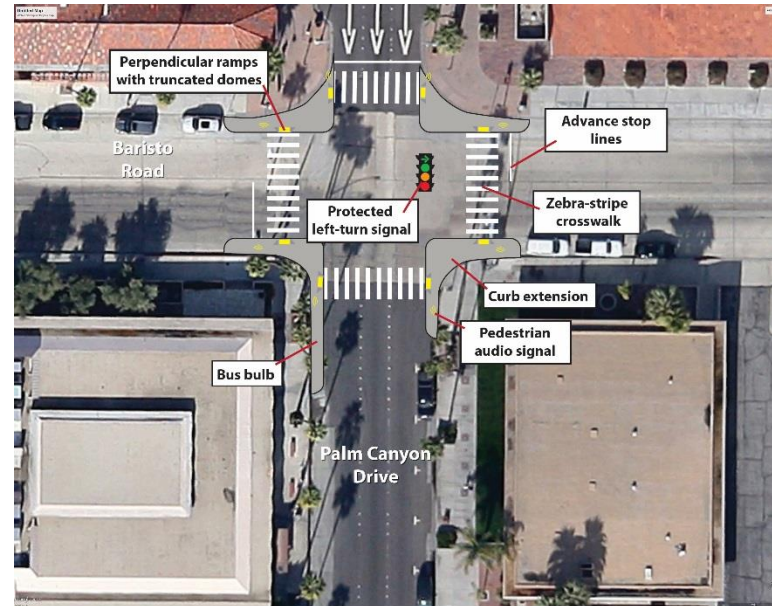 Perpendicular ramps
with truncated domes
Advance stop
lines
Baristo
Road
Zebra-stripe
crosswalk
Protected
left-turn signal
Curb extension
Pedestrian
audio signal
Bus bulb
Palm Canyon
Drive